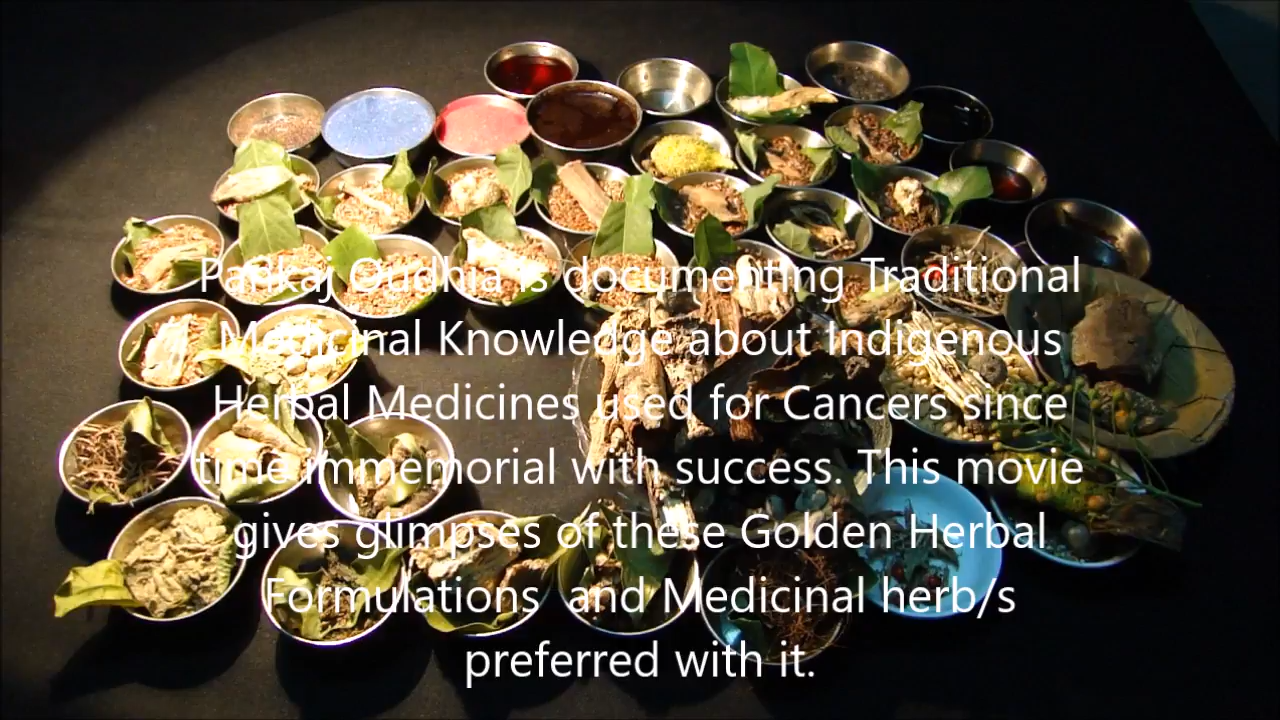 Pankaj Oudhia is documenting Traditional
Medicinal Knowledge about Indigenous
Herbal Medicines used for Cancers since
time immemorial with success. This movie
gives glimpses of these Golden Herbal
Formulations  and Medicinal herb/s
preferred with it.